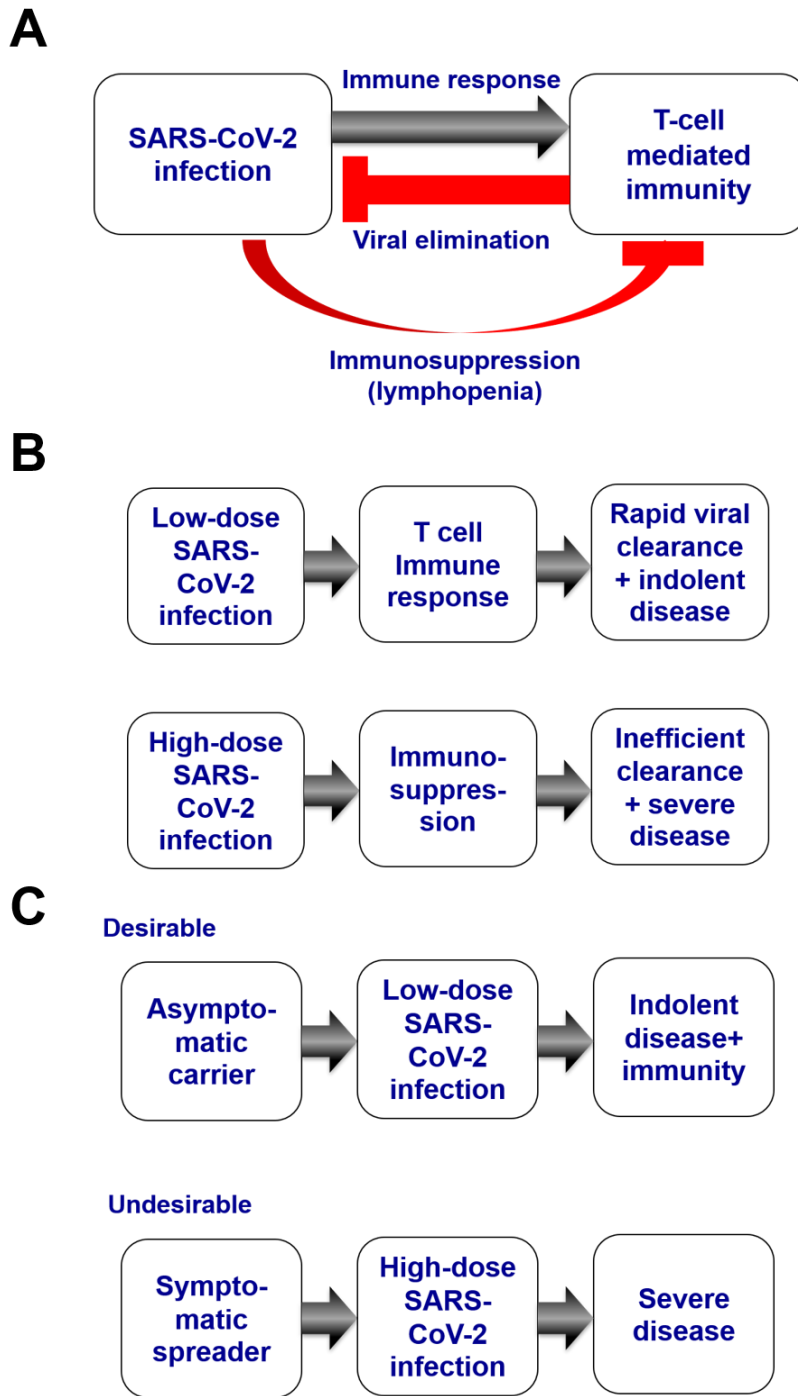 A
Immune response
SARS-CoV-2
infection
T-cell
mediated
immunity
Viral elimination
Immunosuppression
(lymphopenia)
B
Low-dose
SARS-
CoV-2
infection
T cell
Immune
response
Rapid viral
clearance
+ indolent
disease
High-dose
SARS-
CoV-2
infection
Immuno-
suppres-
sion
Inefficient
clearance
+ severe
disease
C
Desirable
Asympto-
matic
carrier
Low-dose
SARS-
CoV-2
infection
Indolent
disease+
immunity
Undesirable
Sympto-
matic
spreader
High-dose
SARS-
CoV-2
infection
Severe
disease